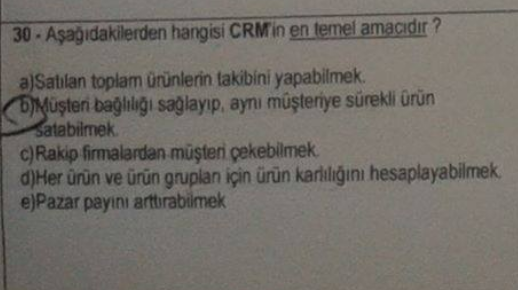 30 - Aşağıdakilerden hangisi CRM'in en temel amacıdır ?
a)Satılan toplam ürünlerin takibini yapabilmek.
b)Müşteri bağlılığı sağlayıp, aynı müşteriye sürekli ürün
satabilmek.
c)Rakip firmalardan müşteri çekebilmek.
d)Her ürün ve ürün grupları için ürün karlılığını hesaplayabilmek.
e)Pazar payını arttırabilmek